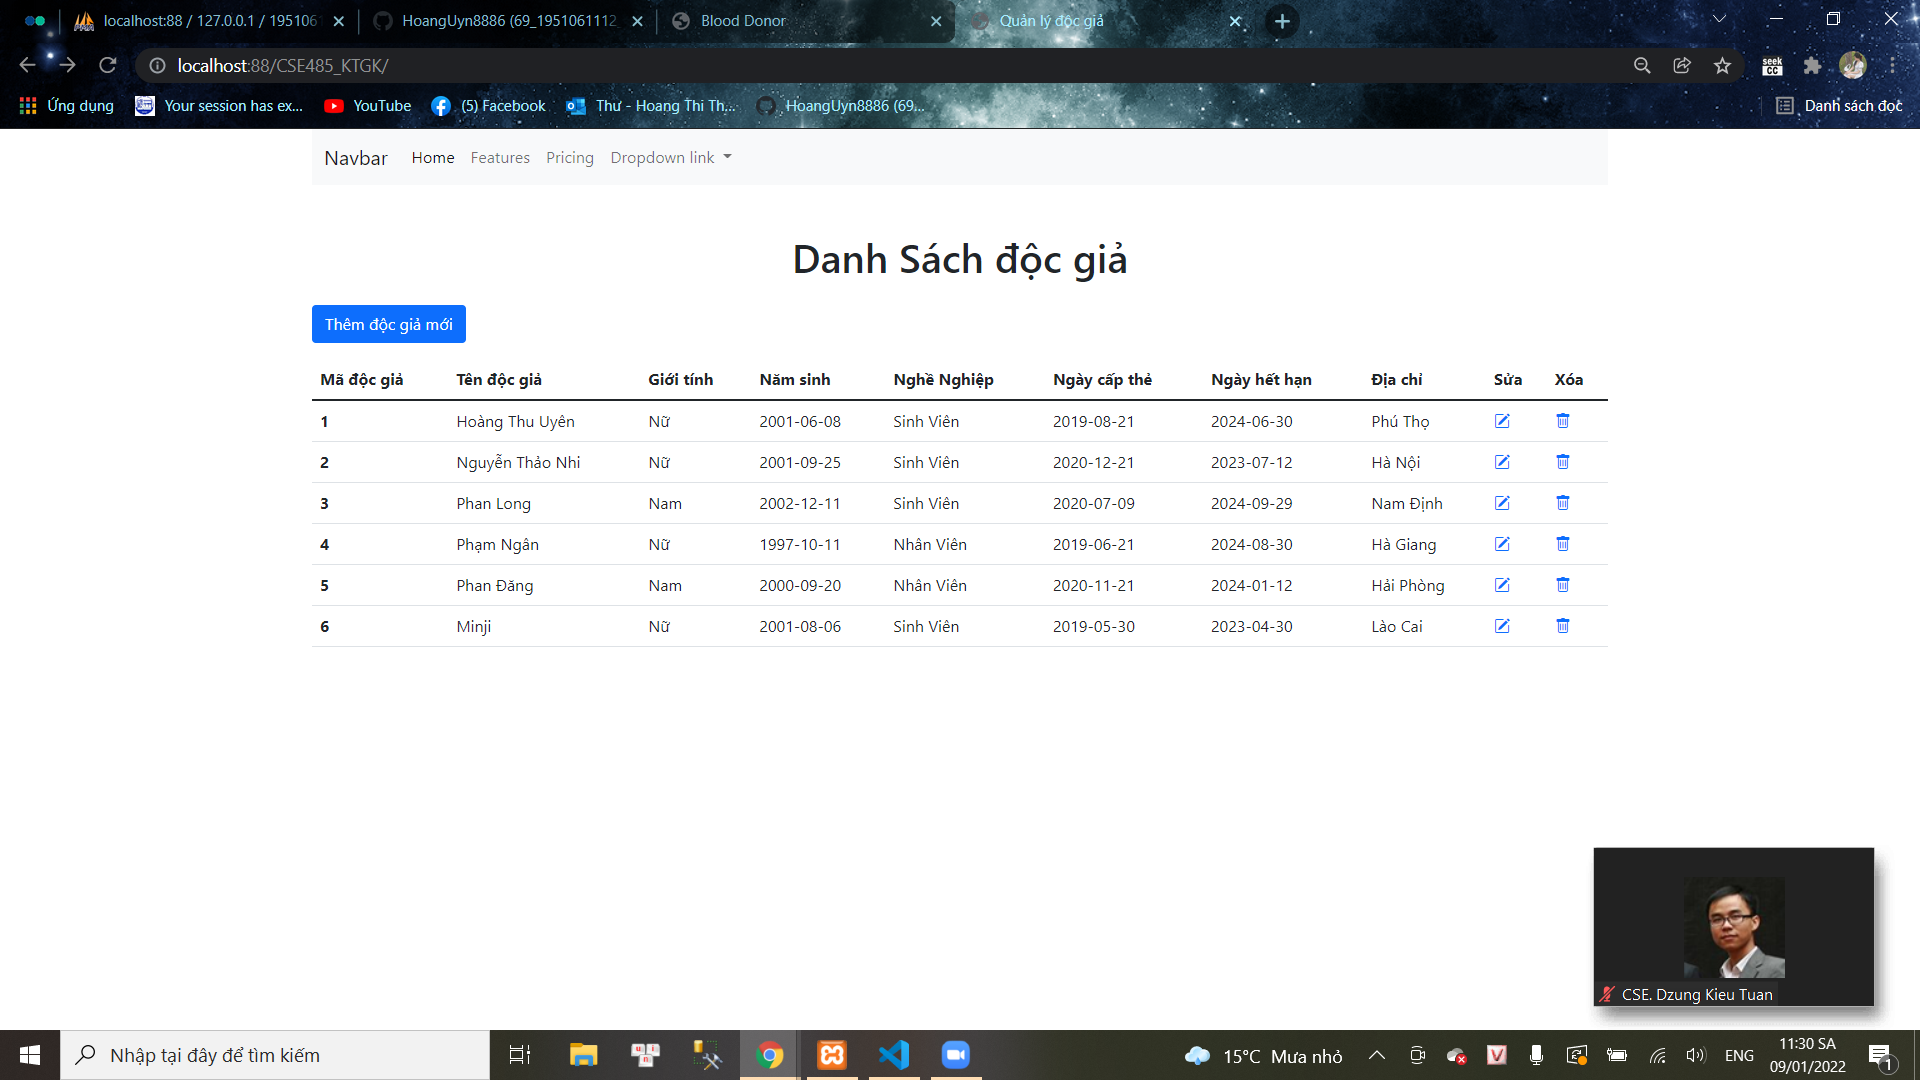 localhost:88 / 127.0.0.1 / 195106
HoangUyn8886 (69_1951061112_
Blood Donor
Quản lý độc giả
localhost:88/CSE485_KTGK/
seek CC
Ứng dụng
Your session has ex...
YouTube
(5) Facebook
Thư - Hoang Thi Th...
HoangUyn8886 (69...
Danh sách đọc
Navbar Home Features Pricing Dropdown link
Danh Sách độc giả
Thêm độc giả mới
Mã độc giả Tên độc giả Giới tính Năm sinh Nghề Nghiệp Ngày cấp thẻ Ngày hết hạn Địa chỉ Sửa Xóa
1 Hoàng Thu Uyên Nữ 2001-06-08 Sinh Viên 2019-08-21 2024-06-30 Phú Thọ
2 Nguyễn Thảo Nhi Nữ 2001-09-25 Sinh Viên 2020-12-21 2023-07-12 Hà Nội
3 Phan Long Nam 2002-12-11 Sinh Viên 2020-07-09 2024-09-29 Nam Định
4 Phạm Ngân Nữ 1997-10-11 Nhân Viên 2019-06-21 2024-08-30 Hà Giang
5 Phan Đăng Nam 2000-09-20 Nhân Viên 2020-11-21 2024-01-12 Hải Phòng
6 Minji Nữ 2001-08-06 Sinh Viên 2019-05-30 2023-04-30 Lào Cai
CSE. Dzung Kieu Tuan
Nhập tại đây để tìm kiếm
15°C Mưa nhỏ
ENG
11:30 SA
09/01/2022
1